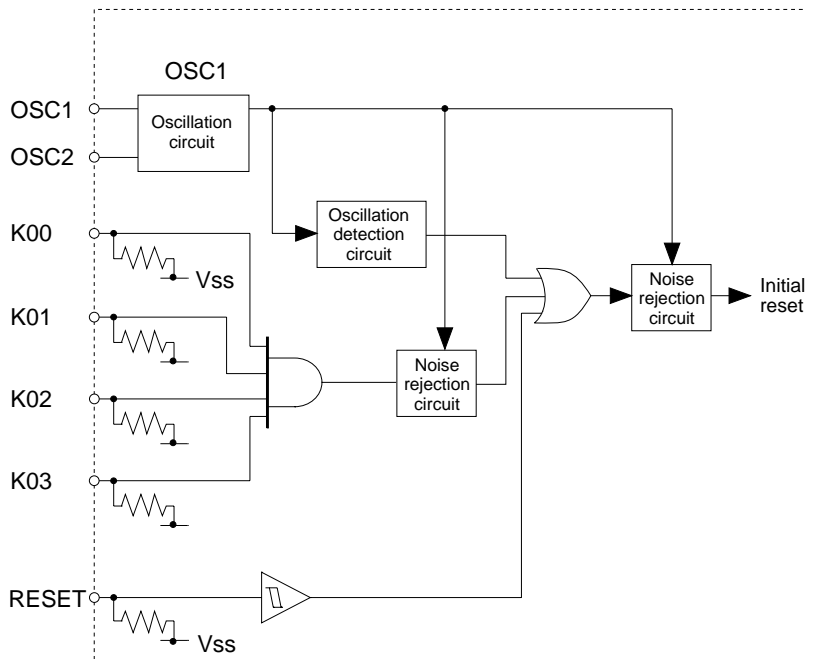 OSC1
OSC1
OSC2
Oscillation
circuit
K00
Vss
Oscillation
detection
circuit
Noise
rejection
circuit
Initial
reset
K01
Noise
rejection
circuit
K02
K03
RESET
Vss